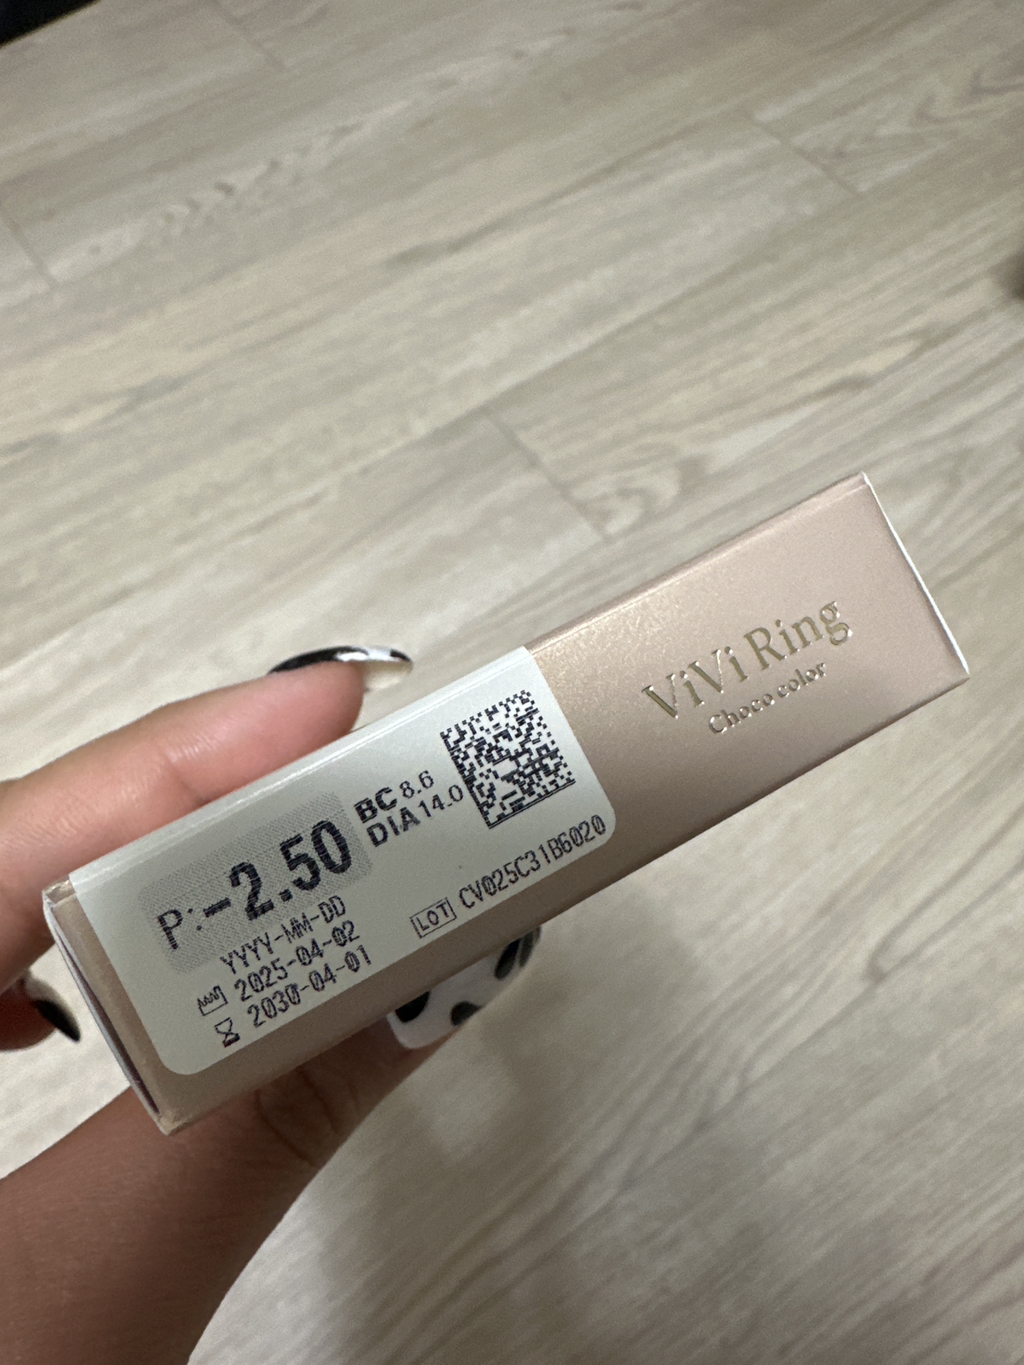 P:-2.50
BC 8.6
DIA 14.0
YYYY-MM-DD
2025-04-02
2030-04-01
LOT CV025C31B6020
ViVi Ring
Choco color